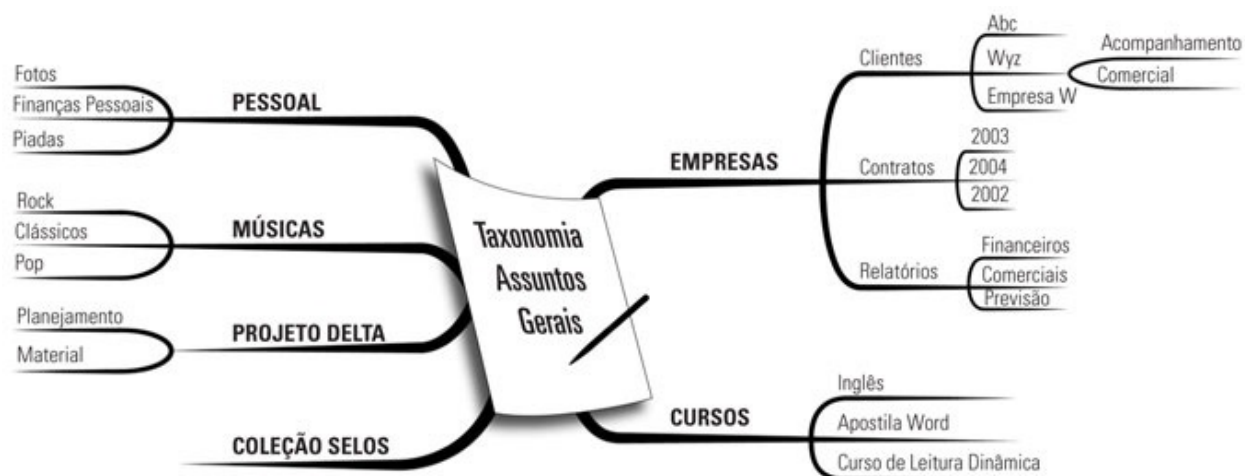 Fotos
Finanças Pessoais
Piadas
PESSOAL
Rock
Clássicos
Pop
MÚSICAS
Planejamento
Material
PROJETO DELTA
COLEÇÃO SELOS
Taxonomia
Assuntos
Gerais
EMPRESAS
Clientes
Abc
Wyz
Empresa W
Acompanhamento
Comercial
Contratos
2003
2004
2002
Relatórios
Financeiros
Comerciais
Previsão
CURSOS
Inglês
Apostila Word
Curso de Leitura Dinâmica